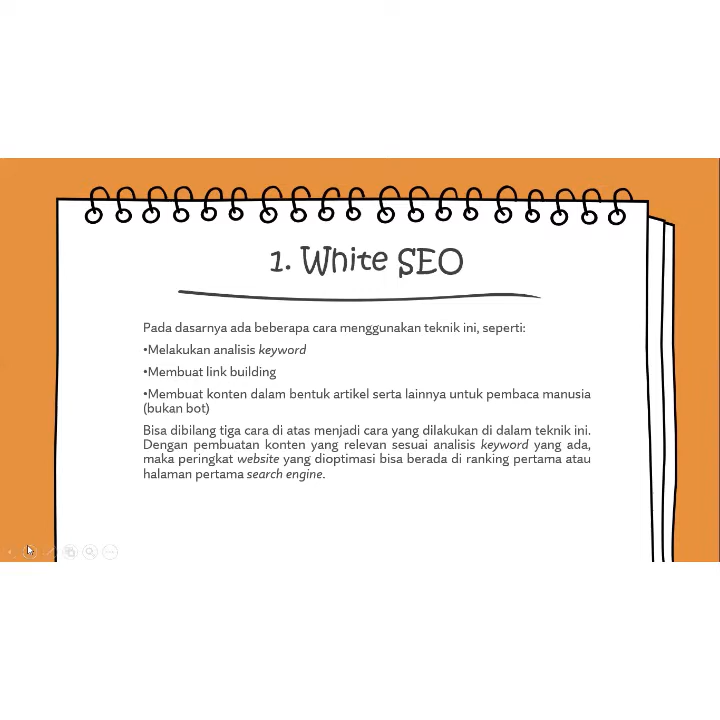 1. White SEO
Pada dasarnya ada beberapa cara menggunakan teknik ini, seperti:
•Melakukan analisis keyword
•Membuat link building
•Membuat konten dalam bentuk artikel serta lainnya untuk pembaca manusia
(bukan bot)
Bisa dibilang tiga cara di atas menjadi cara yang dilakukan di dalam teknik ini.
Dengan pembuatan konten yang relevan sesuai analisis keyword yang ada,
maka peringkat website yang dioptimasi bisa berada di ranking pertama atau
halaman pertama search engine.